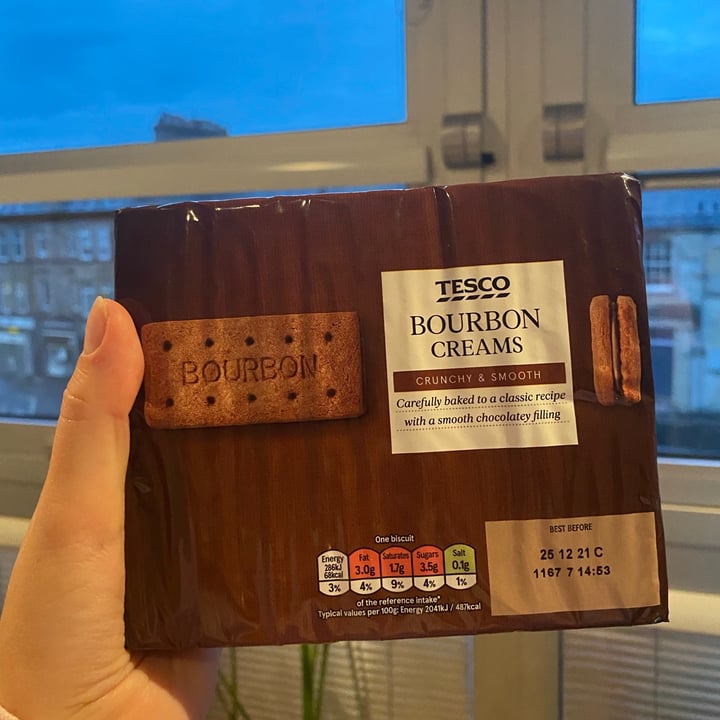 BOURBON
TESCO
BOURBON
CREAMS
CRUNCHY & SMOOTH
Carefully baked to a classic recipe
with a smooth chocolatey filling
One biscuit
Energy Fat Saturates Sugars Salt
286kJ 3.0g 1.7g 3.5g 0.1g
68kcal
3% 4% 9% 4% 1%
of the reference intake*
Typical values per 100g: Energy 2041kJ / 487kcal
BEST BEFORE
25 12 21 C
1167 7 14:53